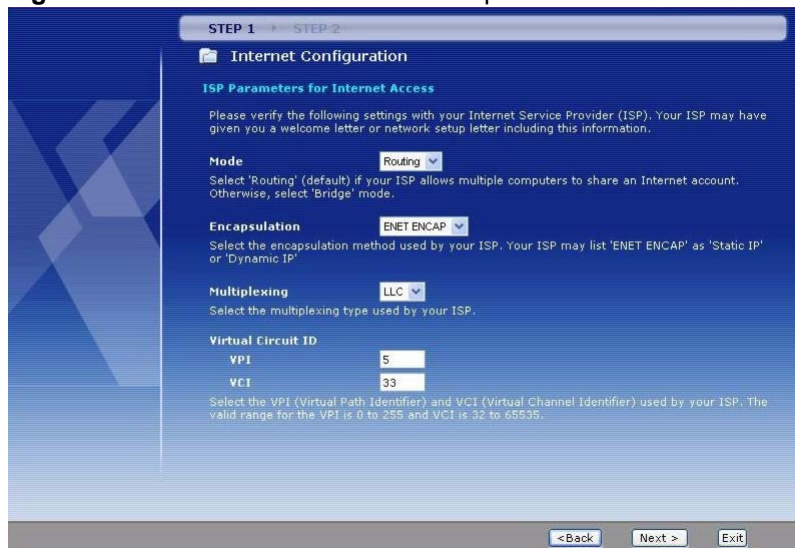 STEP 1 STEP 2
Internet Configuration
ISP Parameters for Internet Access
Please verify the following settings with your Internet Service Provider (ISP). Your ISP may have
given you a welcome letter or network setup letter including this information.
Mode Routing
Select 'Routing' (default) if your ISP allows multiple computers to share an Internet account.
Otherwise, select 'Bridge' mode.
Encapsulation ENET ENCAP
Select the encapsulation method used by your ISP. Your ISP may list 'ENET ENCAP' as 'Static IP'
or 'Dynamic IP'
Multiplexing LLC
Select the multiplexing type used by your ISP.
Virtual Circuit ID
VPI 5
VCI 33
Select the VPI (Virtual Path Identifier) and VCI (Virtual Channel Identifier) used by your ISP. The
valid range for the VPI is 0 to 255 and VCI is 32 to 65535.
<Back Next > Exit